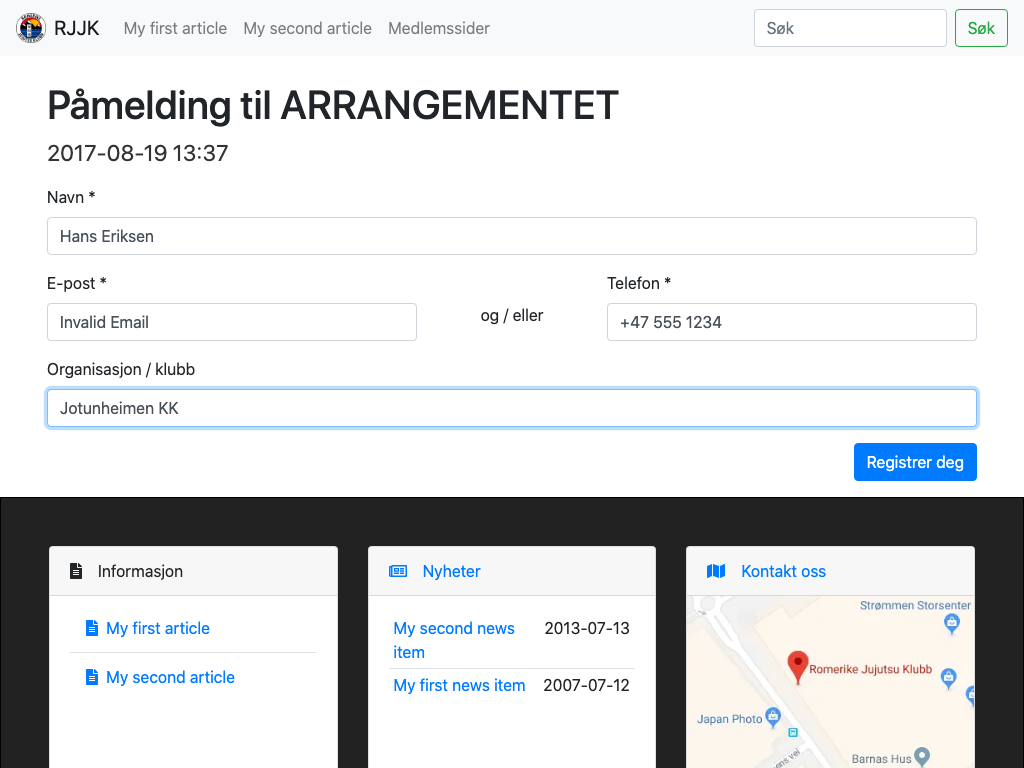 RJJK My first article My second article Medlemssider Søk Søk
Påmelding til ARRANGEMENTET
2017-08-19 13:37
Navn *
Hans Eriksen
E-post *
Invalid Email
og / eller
Telefon *
+47 555 1234
Organisasjon / klubb
Jotunheimen KK
Registrer deg
Informasjon
My first article
My second article
Nyheter
My second news item 2013-07-13
My first news item 2007-07-12
Kontakt oss
Strømmen Storsenter
Romerike Jujutsu Klubb
Japan Photo
Barnas Hus